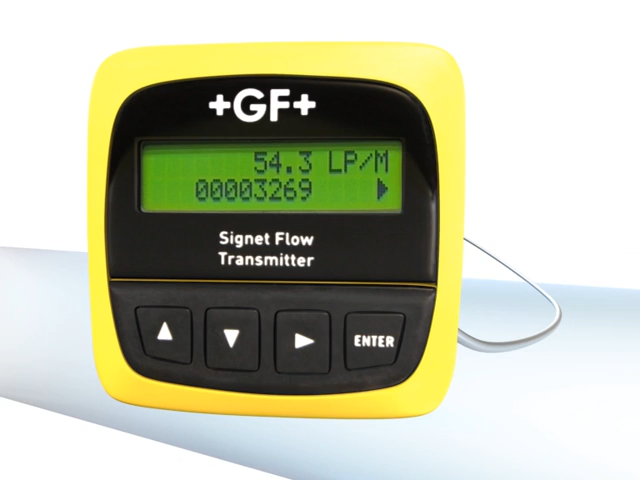 +GF+
54.3 LP/M
00003269
Signet Flow
Transmitter
ENTER